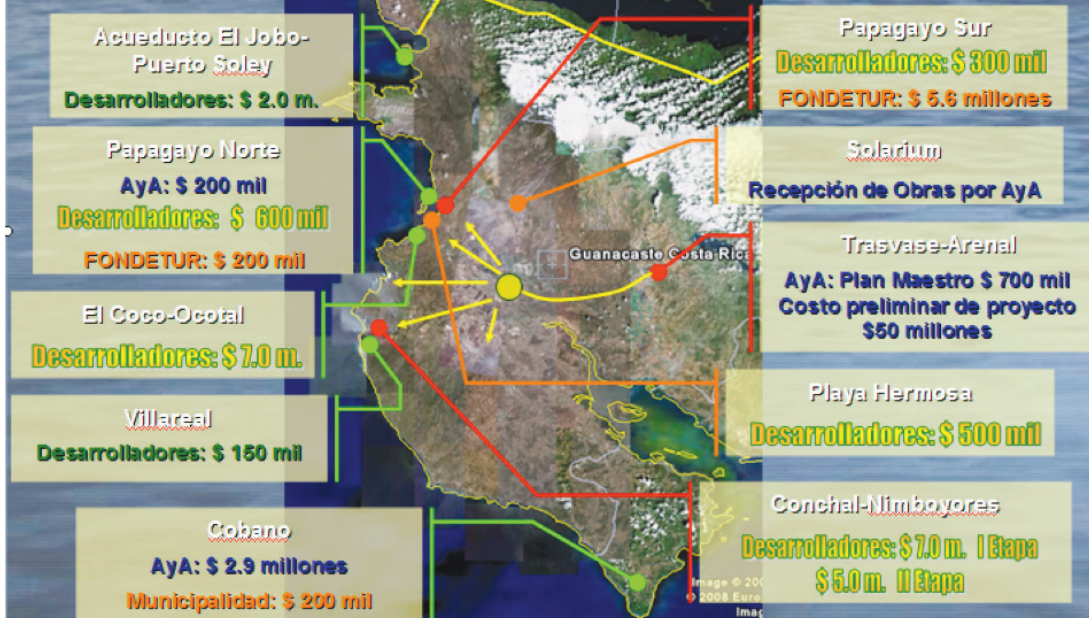 Acueducto El Jobo-
Puerto Soley
Desarrolladores: $ 2.0 m.
Papagayo Norte
AyA: $ 200 mil
Desarrolladores: $ 600 mil
FONDETUR: $ 200 mil
El Coco-Ocotal
Desarrolladores: $ 7.0 m.
Villareal
Desarrolladores: $ 150 mil
Cobano
AyA: $ 2.9 millones
Municipalidad: $ 200 mil
Guanacaste Costa Rica
Papagayo Sur
Desarrolladores: $ 300 mil
FONDETUR: $ 5.6 millones
Solarium
Recepción de Obras por AyA
Trasvase-Arenal
AyA: Plan Maestro $ 700 mil
Costo preliminar de proyecto
$50 millones
Playa Hermosa
Desarrolladores: $ 500 mil
Conchal-Nimboyores
Desarrolladores: $ 7.0 m. I Etapa
$ 5.0 m. II Etapa
Image © 200
© 2008 Euro
Imag